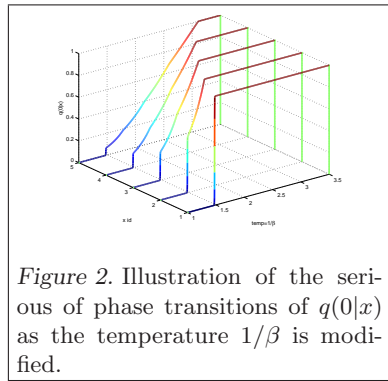 1
0.8
0.6
0.4
0.2
0
q(0|x)
5
4
3
2
1
x id
1
1.5
2
2.5
3
3.5
temp=1/β
Figure 2. Illustration of the seri-
ous of phase transitions of q(0|x)
as the temperature 1/β is modi-
fied.